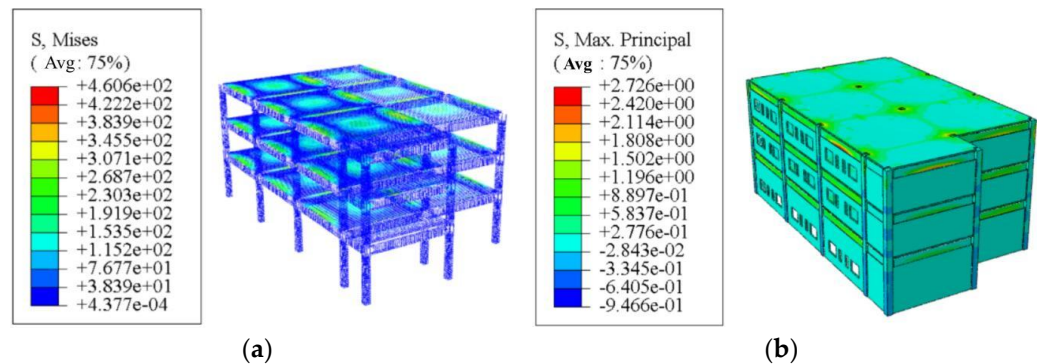 S, Mises
( Avg: 75%)
+4.606e+02
+4.222e+02
+3.839e+02
+3.455e+02
+3.071e+02
+2.687e+02
+2.303e+02
+1.919e+02
+1.535e+02
+1.152e+02
+7.677e+01
+3.839e+01
+4.377e-04
(a)
S, Max. Principal
(Avg : 75%)
+2.726e+00
+2.420e+00
+2.114e+00
+1.808e+00
+1.502e+00
+1.196e+00
+8.897e-01
+5.837e-01
+2.776e-01
-2.843e-02
-3.345e-01
-6.405e-01
-9.466e-01
(b)